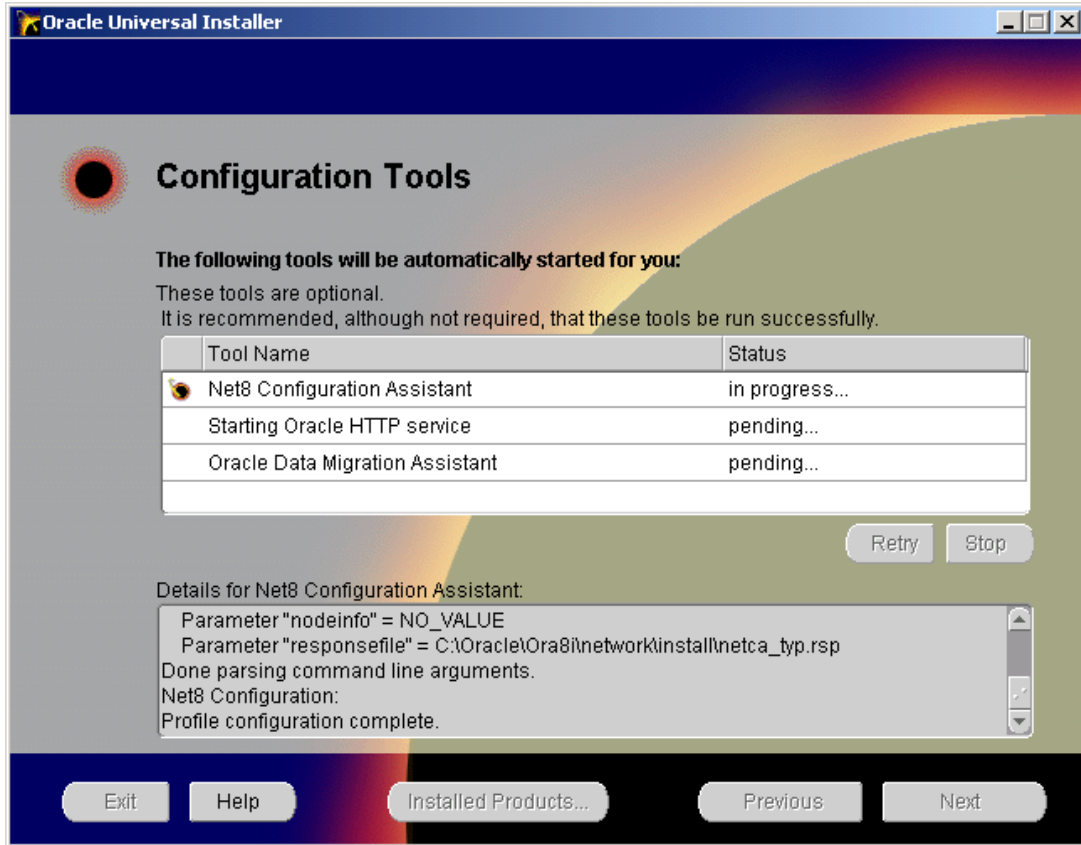 Oracle Universal Installer
Configuration Tools
The following tools will be automatically started for you:
These tools are optional.
It is recommended, although not required, that these tools be run successfully.
Tool Name Status
Net8 Configuration Assistant in progress...
Starting Oracle HTTP service pending...
Oracle Data Migration Assistant pending...
Retry Stop
Details for Net8 Configuration Assistant:
Parameter "nodeinfo" = NO_VALUE
Parameter "responsefile" = C:\Oracle\Ora8i\network\install\netca_typ.rsp
Done parsing command line arguments.
Net8 Configuration:
Profile configuration complete.
Exit Help Installed Products... Previous Next